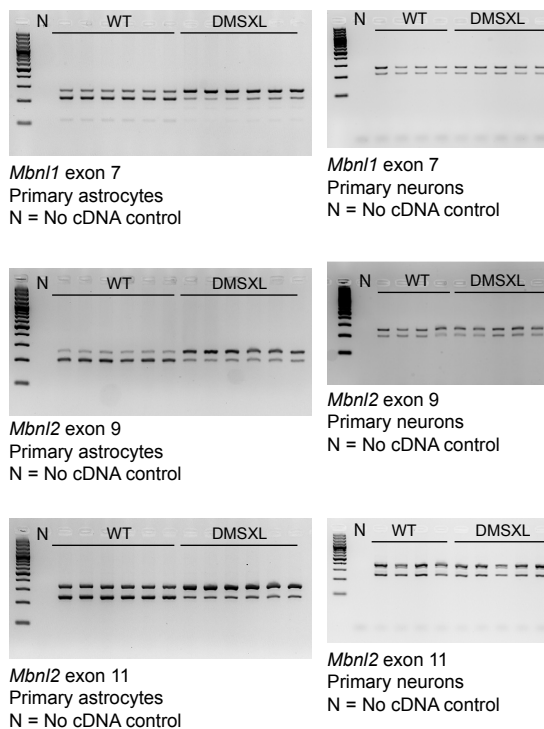 N WT DMSXL
Mbnl1 exon 7
Primary astrocytes
N = No cDNA control
N WT DMSXL
Mbnl1 exon 7
Primary neurons
N = No cDNA control
N WT DMSXL
Mbnl2 exon 9
Primary astrocytes
N = No cDNA control
N WT DMSXL
Mbnl2 exon 9
Primary neurons
N = No cDNA control
N WT DMSXL
Mbnl2 exon 11
Primary astrocytes
N = No cDNA control
N WT DMSXL
Mbnl2 exon 11
Primary neurons
N = No cDNA control